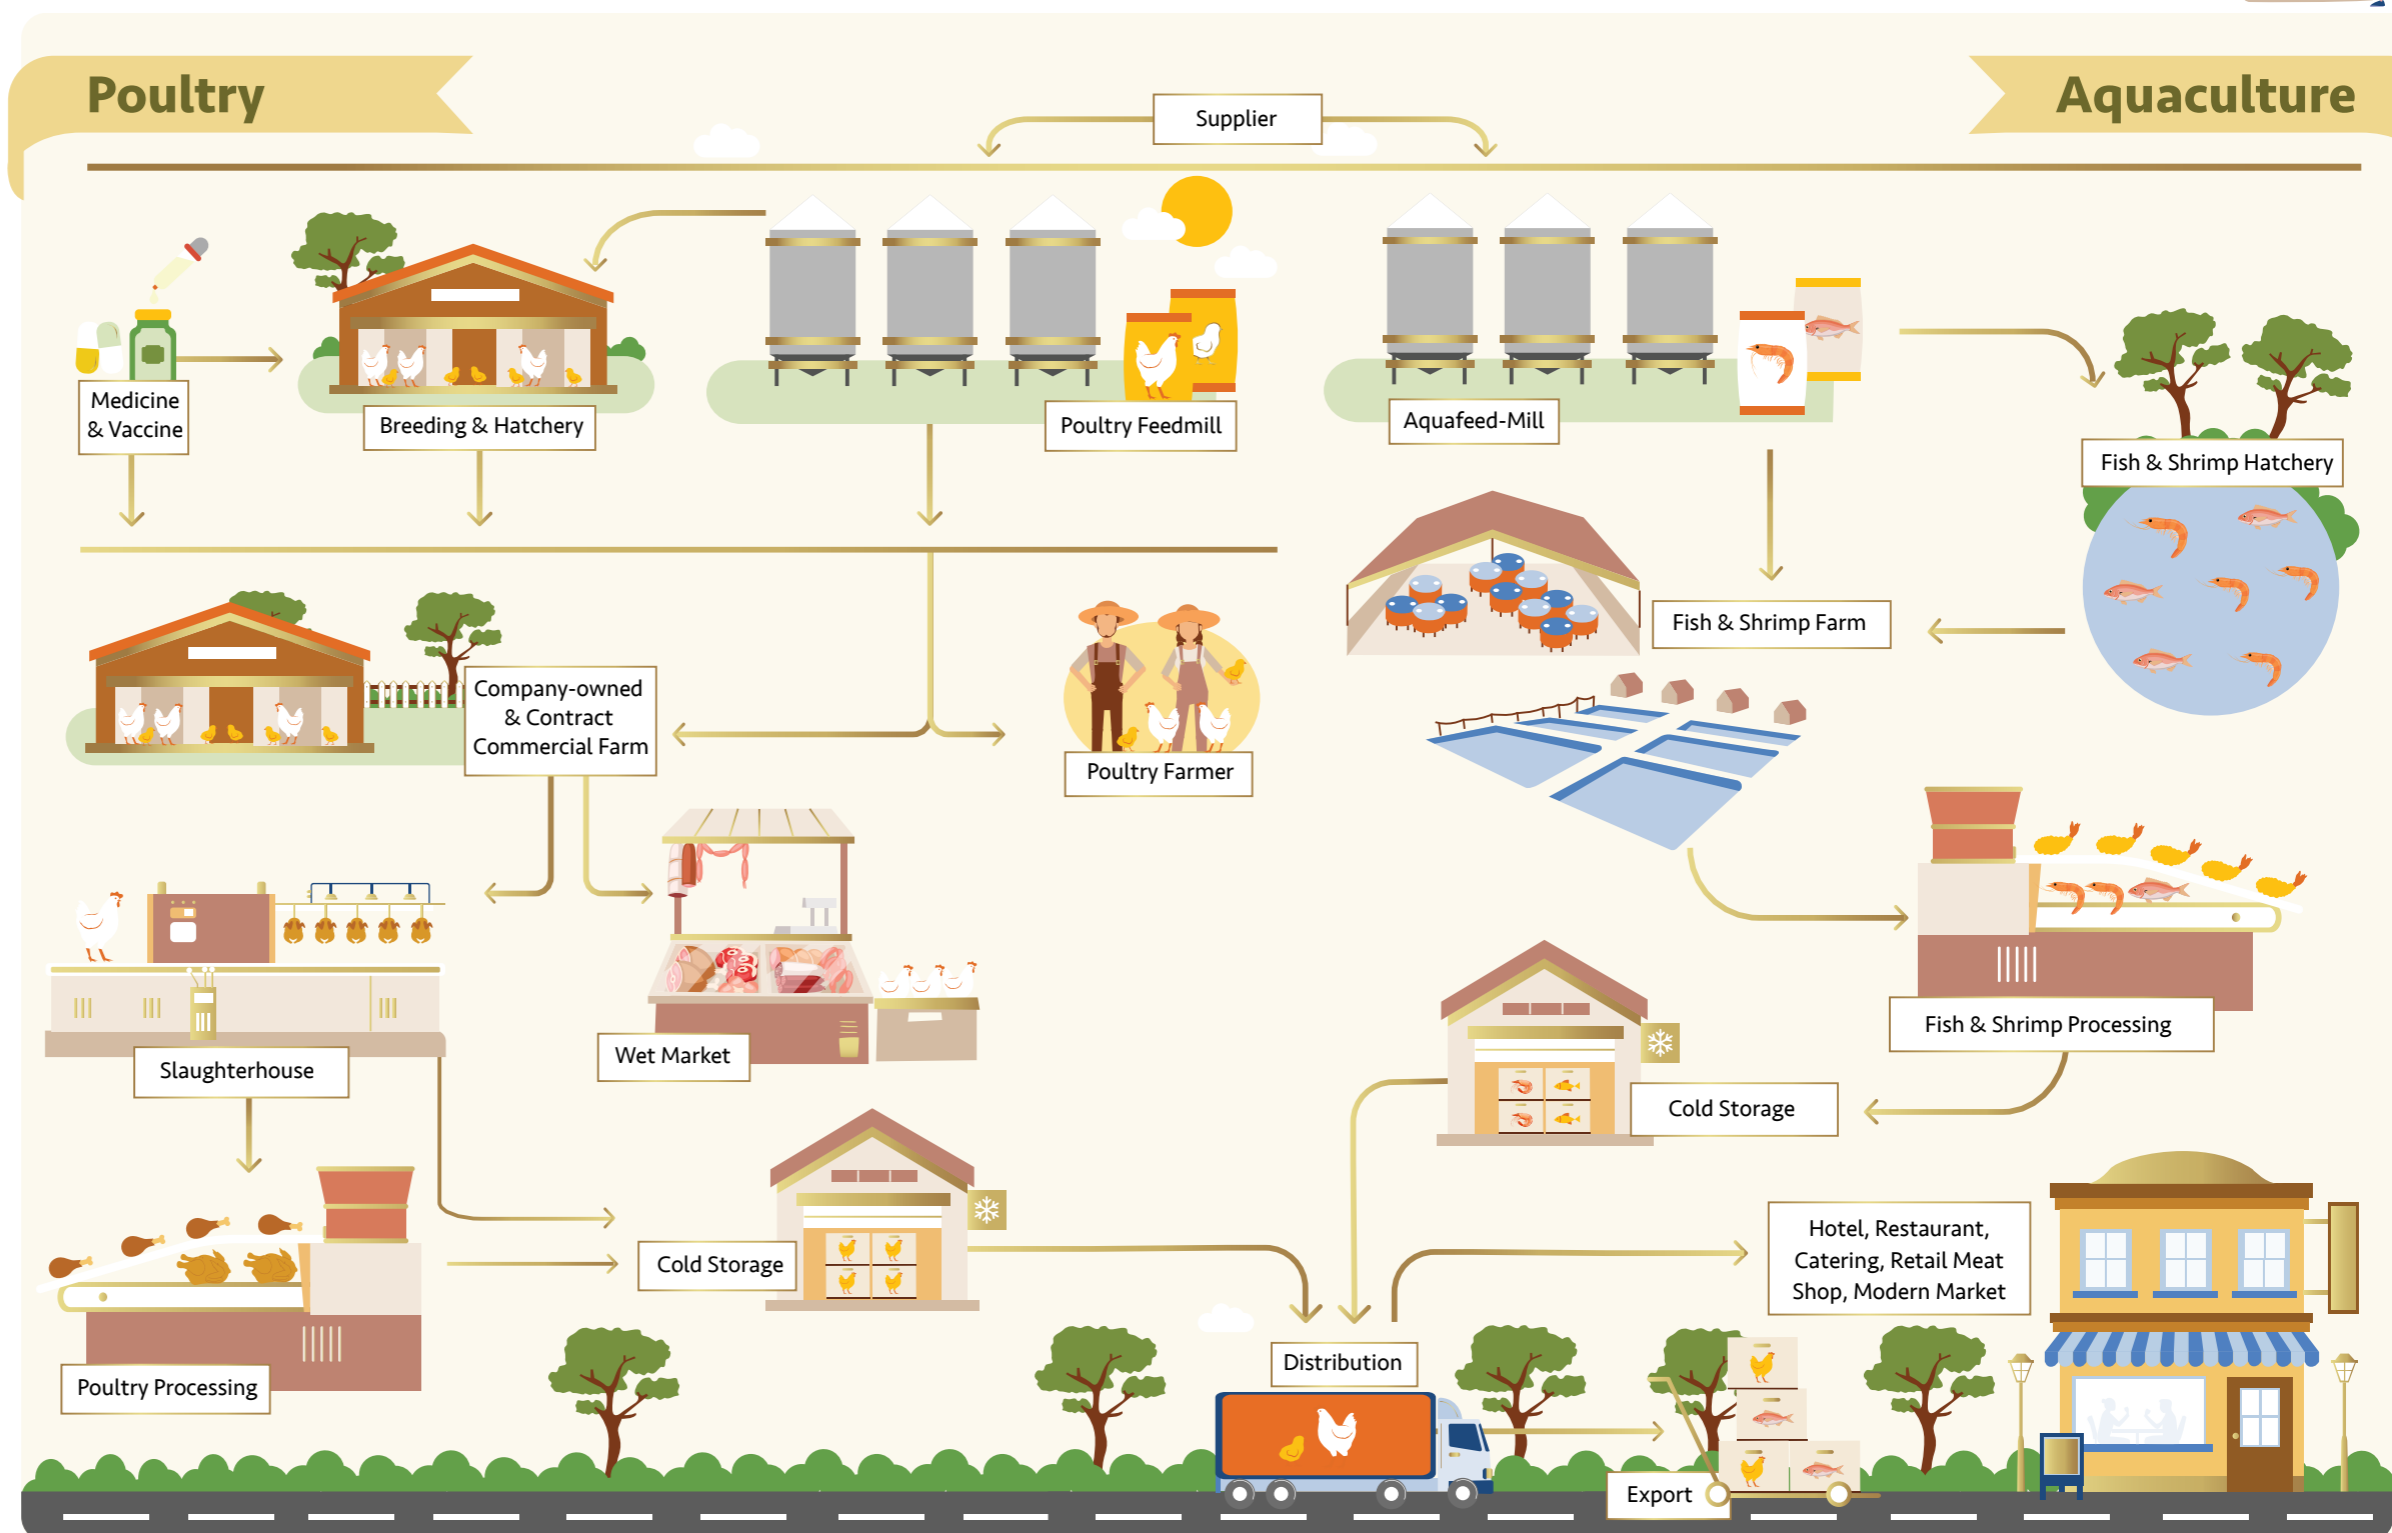 Poultry
Aquaculture
Supplier
Medicine
& Vaccine
Breeding & Hatchery
Poultry Feedmill
Aquafeed-Mill
Fish & Shrimp Hatchery
Fish & Shrimp Farm
Company-owned
& Contract
Commercial Farm
Poultry Farmer
Slaughterhouse
Wet Market
Fish & Shrimp Processing
Cold Storage
Cold Storage
Hotel, Restaurant,
Catering, Retail Meat
Shop, Modern Market
Poultry Processing
Distribution
Export